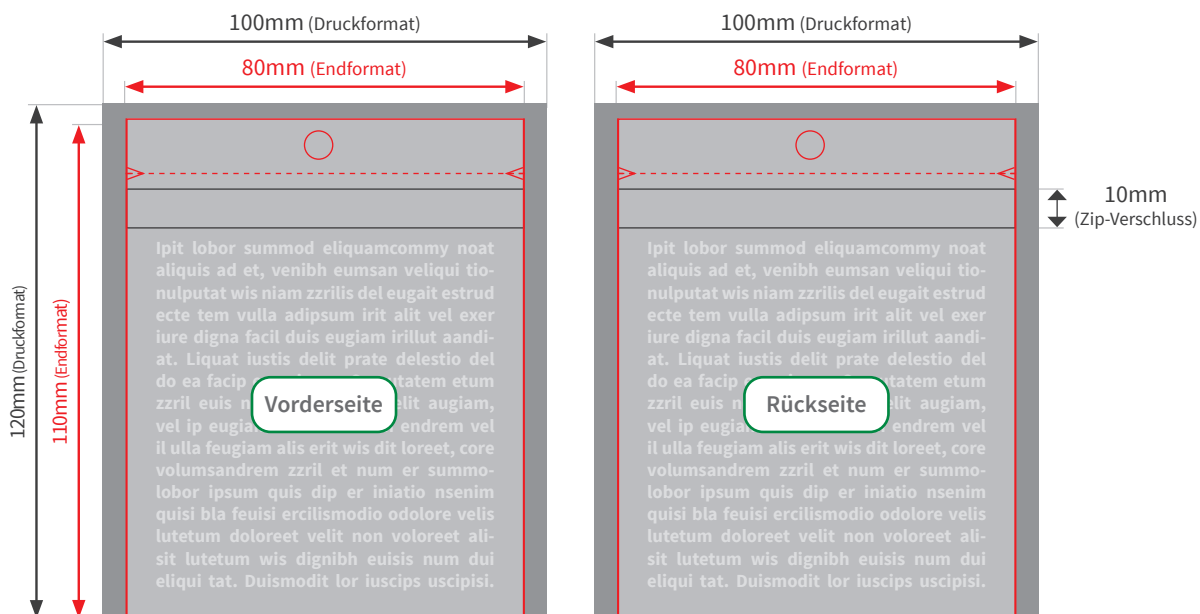 100mm (Druckformat)
80mm (Endformat)
120mm (Druckformat)
110mm (Endformat)
Ipit lobor summod eliquamcommy noat
aliquis ad et, venibh eumsan veliqui tio-
nulputat wis niam zzrilis del eugait estrud
ecte tem vulla adipsum irit alit vel exer
iure digna facil duis eugiam irillut aandi-
at. Liquat iustis delit prate delestio del
do ea facip tatem etum
zzril euis elit augiam,
vel ip eugia endrem vel
Vorderseite
il ulla feugiam alis erit wis dit loreet, core
volumsandrem zzril et num er summo-
lobor ipsum quis dip er iniatio nsenim
quisi bla feuisi ercilismodio odolore velis
lutetum doloreet velit non voloreet ali-
sit lutetum wis dignibh euisis num dui
eliqui tat. Duismodit lor iuscips uscipisi.
100mm (Druckformat)
80mm (Endformat)
10mm
(Zip-Verschluss)
Ipit lobor summod eliquamcommy noat
aliquis ad et, venibh eumsan veliqui tio-
nulputat wis niam zzrilis del eugait estrud
ecte tem vulla adipsum irit alit vel exer
iure digna facil duis eugiam irillut aandi-
at. Liquat iustis delit prate delestio del
do ea facip tatem etum
zzril euis elit augiam,
vel ip eugia endrem vel
Rückseite
il ulla feugiam alis erit wis dit loreet, core
volumsandrem zzril et num er summo-
lobor ipsum quis dip er iniatio nsenim
quisi bla feuisi ercilismodio odolore velis
lutetum doloreet velit non voloreet ali-
sit lutetum wis dignibh euisis num dui
eliqui tat. Duismodit lor iuscips uscipisi.